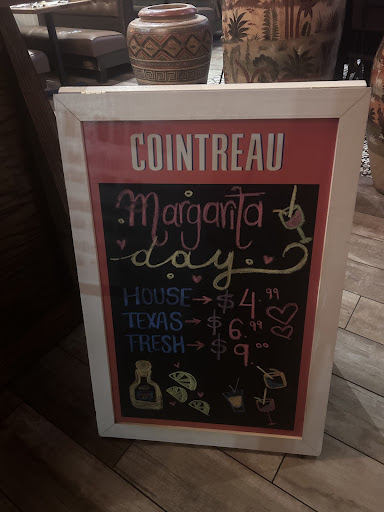 COINTREAU
Margarita
day
HOUSE → $4.99
TEXAS → $6.99
FRESH → $9.00